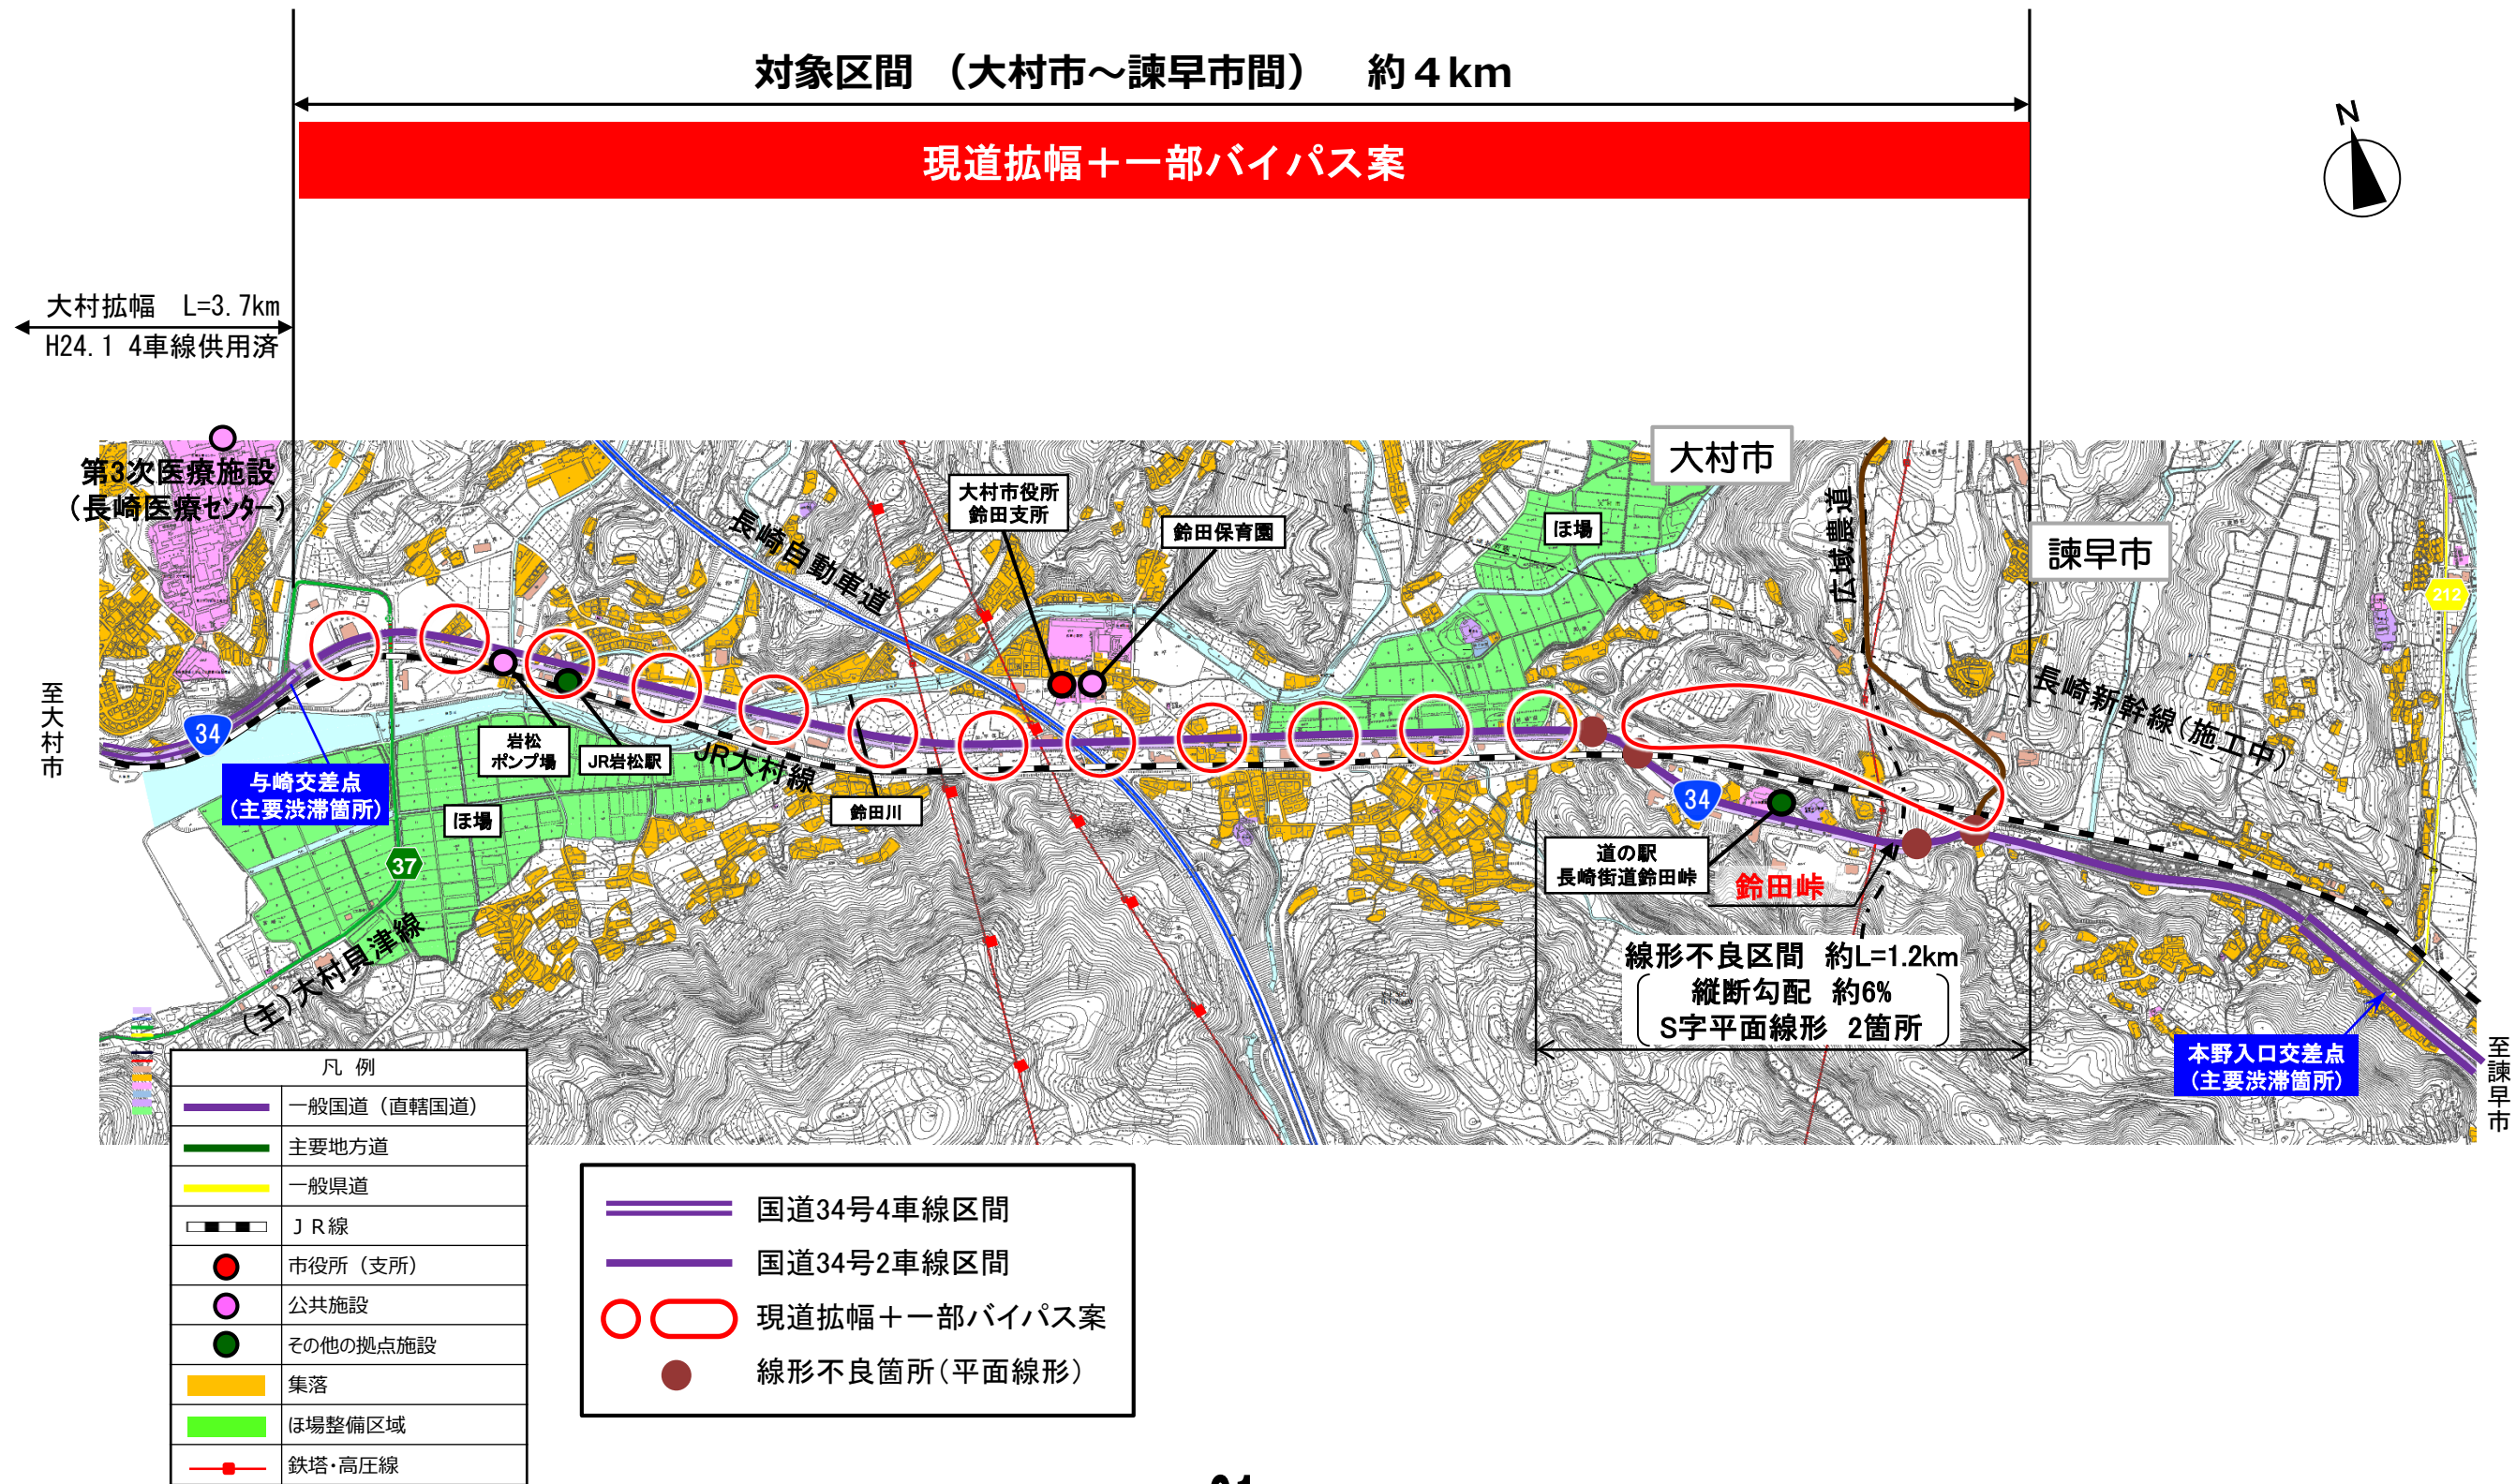 対象区間 （大村市～諫早市間） 約４km
現道拡幅＋一部バイパス案
N
大村拡幅 L=3.7km
H24.1 4車線供用済
第3次医療施設
（長崎医療ｾﾝﾀｰ）
大村市役所
鈴田支所
鈴田保育園
長崎自動車道
大村市
ほ場
広域農道
諫早市
212
長崎新幹線（施工中）
至大村市
34
与崎交差点
（主要渋滞箇所）
岩松
ポンプ場
JR岩松駅
JR大村線
鈴田川
ほ場
37
（主）大村貝津線
34
道の駅
長崎街道鈴田峠
鈴田峠
線形不良区間 約L=1.2km
縦断勾配 約6%
S字平面線形 2箇所
本野入口交差点
（主要渋滞箇所）
至諫早市
凡 例
一般国道（直轄国道）
主要地方道
一般県道
ＪＲ線
市役所（支所）
公共施設
その他の拠点施設
集落
ほ場整備区域
鉄塔・高圧線
国道34号4車線区間
国道34号2車線区間
現道拡幅＋一部バイパス案
線形不良箇所（平面線形）